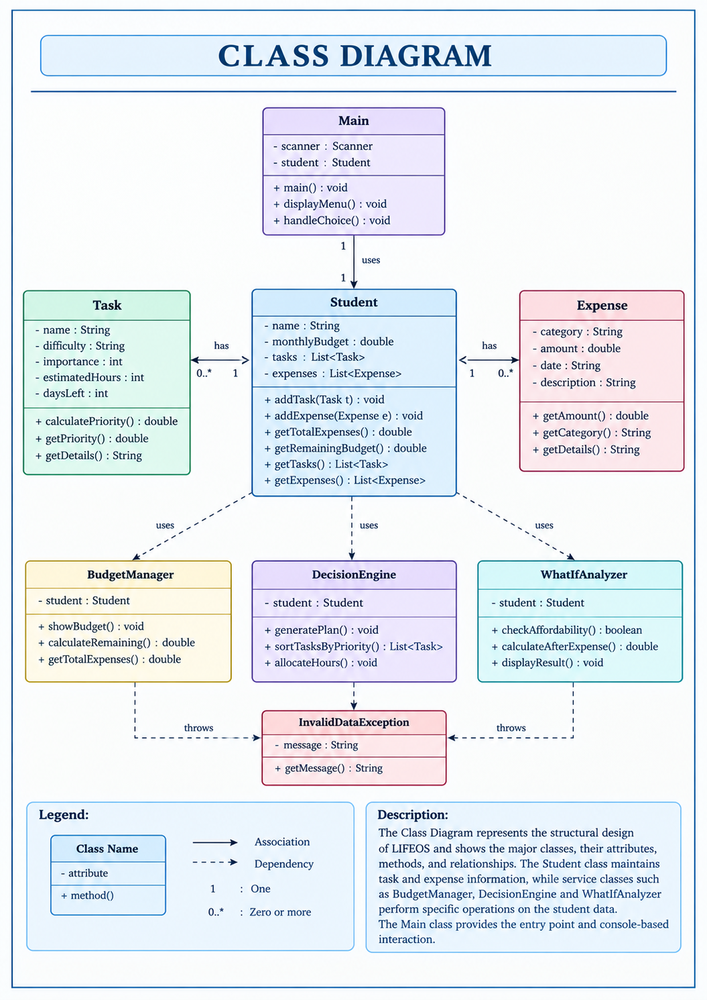 CLASS DIAGRAM
Main
- scanner : Scanner
- student : Student
+ main() : void
+ displayMenu() : void
+ handleChoice() : void
1
uses
1
Task
- name : String
- difficulty : String
- importance : int
- estimatedHours : int
- daysLeft : int
+ calculatePriority() : double
+ getPriority() : double
+ getDetails() : String
has
0..* 1
Student
- name : String
- monthlyBudget : double
- tasks : List<Task>
- expenses : List<Expense>
+ addTask(Task t) : void
+ addExpense(Expense e) : void
+ getTotalExpenses() : double
+ getRemainingBudget() : double
+ getTasks() : List<Task>
+ getExpenses() : List<Expense>
has
1 0..*
Expense
- category : String
- amount : double
- date : String
- description : String
+ getAmount() : double
+ getCategory() : String
+ getDetails() : String
uses
uses
uses
BudgetManager
- student : Student
+ showBudget() : void
+ calculateRemaining() : double
+ getTotalExpenses() : double
DecisionEngine
- student : Student
+ generatePlan() : void
+ sortTasksByPriority() : List<Task>
+ allocateHours() : void
WhatIfAnalyzer
- student : Student
+ checkAffordability() : boolean
+ calculateAfterExpense() : double
+ displayResult() : void
throws
throws
InvalidDataException
- message : String
+ getMessage() : String
Legend:
Class Name
- attribute
+ method()
Association
Dependency
1 : One
0..* : Zero or more
Description:
The Class Diagram represents the structural design
of LIFEOS and shows the major classes, their attributes,
methods, and relationships. The Student class maintains
task and expense information, while service classes such
as BudgetManager, DecisionEngine and WhatIfAnalyzer
perform specific operations on the student data.
The Main class provides the entry point and console-based
interaction.